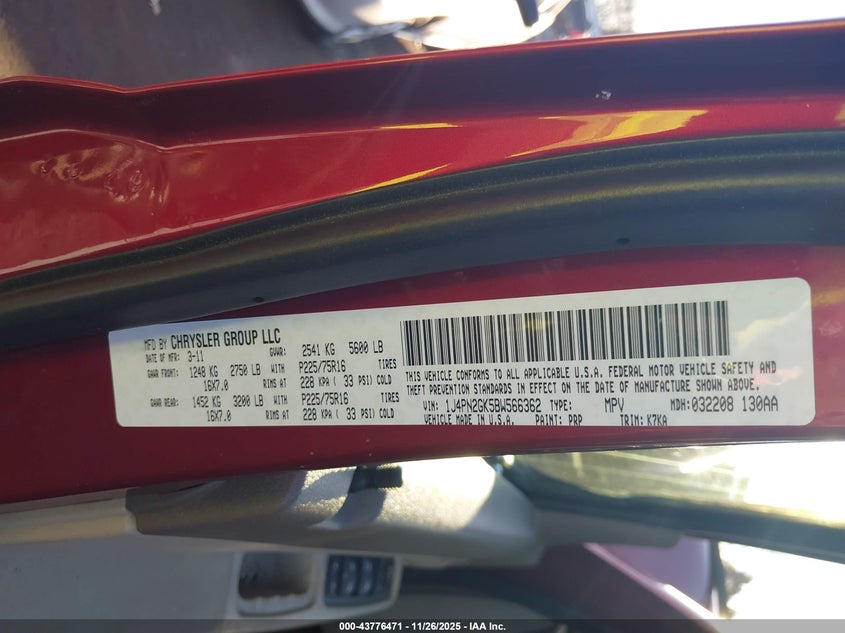 MFD BY CHRYSLER GROUP LLC
DATE OF MFR: 3-11 GVWR: 2541 KG 5600 LB
GAWR FRONT: 1248 KG 2750 LB WITH P225/75R16 TIRES
16X7.0 RIMS AT 228 KPA ( 33 PSI) COLD
GAWR REAR: 1452 KG 3200 LB WITH P225/75R16 TIRES
16X7.0 RIMS AT 228 KPA ( 33 PSI) COLD
THIS VEHICLE CONFORMS TO ALL APPLICABLE U.S.A. FEDERAL MOTOR VEHICLE SAFETY AND
THEFT PREVENTION STANDARDS IN EFFECT ON THE DATE OF MANUFACTURE SHOWN ABOVE.
VIN: 1J4PN2GK5BW566362 TYPE: MPV MDH: 032208 130AA
VEHICLE MADE IN U.S.A. PAINT: PRP TRIM: K7KA
000-43776471 - 11/26/2025 - IAA Inc.